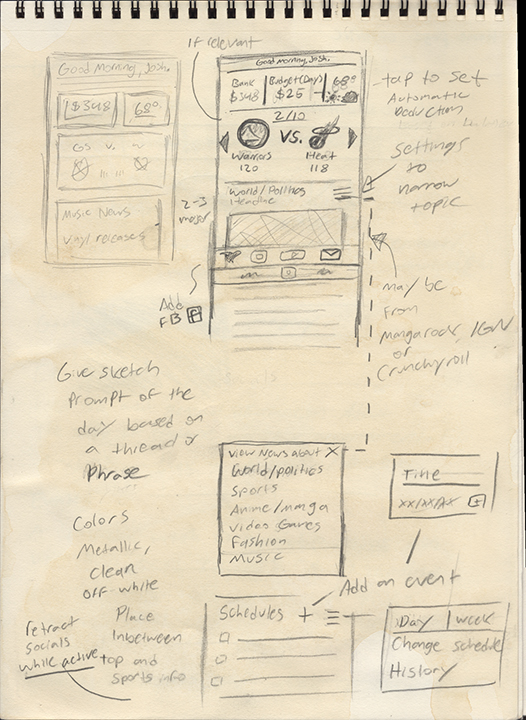 If relevant
Good Morning, Josh.
$348
68°
GS v. w
Music News
Vinyl releases
Good Morning, Josh.
Bank
$348
Budget(Days)
$25
68°
2/10
VS.
Warriors
120
Heat
118
World/Politics
Headline
tap to set
Automatic
Deduction
Settings
to
narrow
topic
2-3
major
Add
FB f
may be
from
Mangarock, IGN
or
Crunchyroll
Give sketch
Prompt of the
day based on
a thread or
Phrase
Colors
Metallic,
Clean
off-white
View News about X
World/politics
Sports
Anime/manga
Video Games
Fashion
Music
Title
xx/xx/xx +
Add an event
Schedules +
Day week
Change schedule
History
Place
Inbetween
top and
sports info
retract
socials
while active